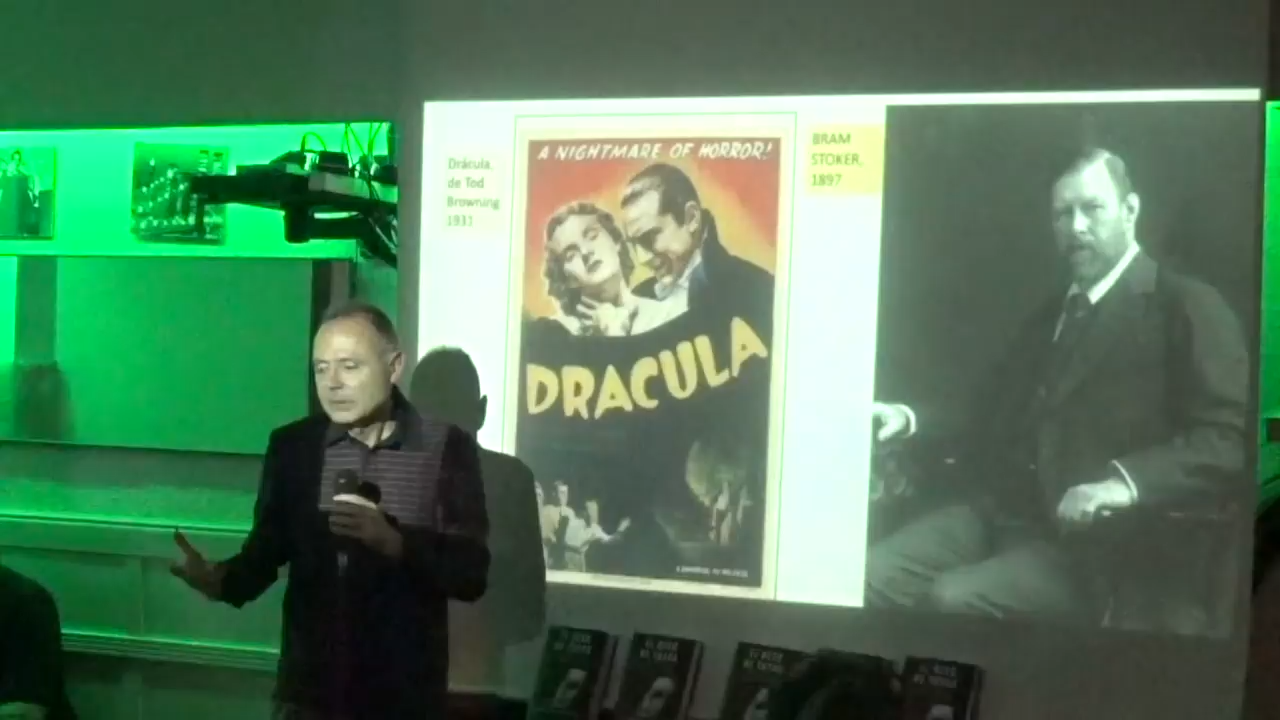 Drácula,
de Tod
Browning
1931
A NIGHTMARE OF HORROR!
DRACULA
BRAM
STOKER,
1897